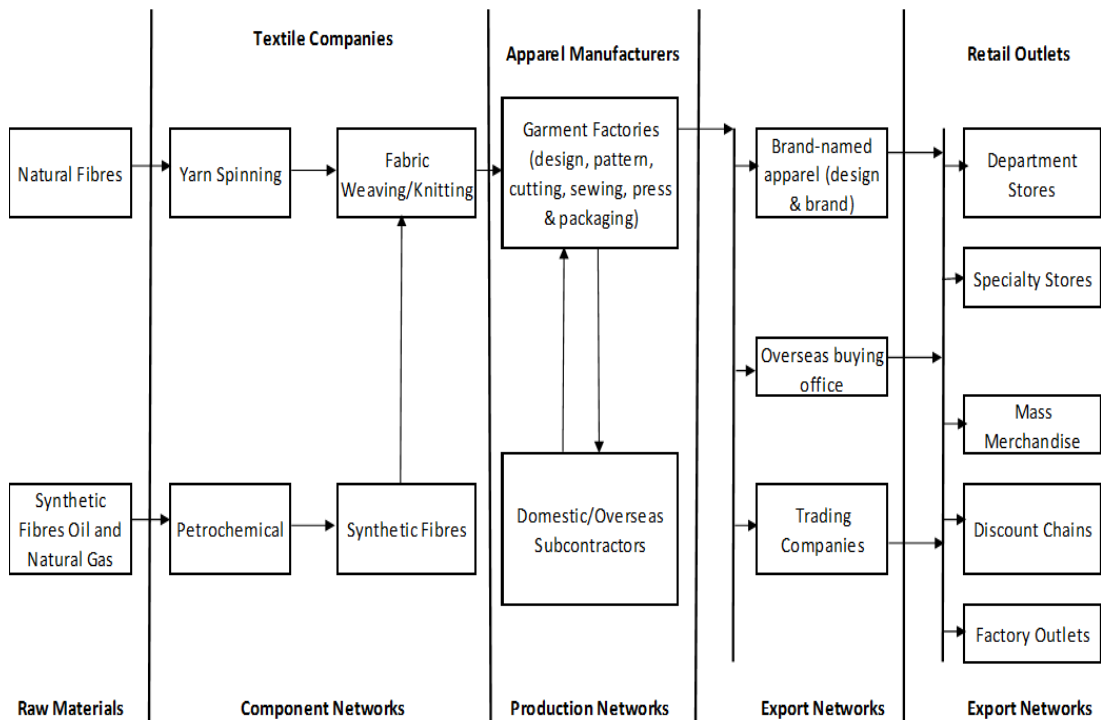 Textile Companies
Apparel Manufacturers
Retail Outlets
Natural Fibres
Yarn Spinning
Fabric
Weaving/Knitting
Garment Factories
(design, pattern,
cutting, sewing, press
& packaging)
Brand-named
apparel (design
& brand)
Department
Stores
Specialty Stores
Overseas buying
office
Mass
Merchandise
Synthetic
Fibres Oil and
Natural Gas
Petrochemical
Synthetic Fibres
Domestic/Overseas
Subcontractors
Trading
Companies
Discount Chains
Factory Outlets
Raw Materials
Component Networks
Production Networks
Export Networks
Export Networks